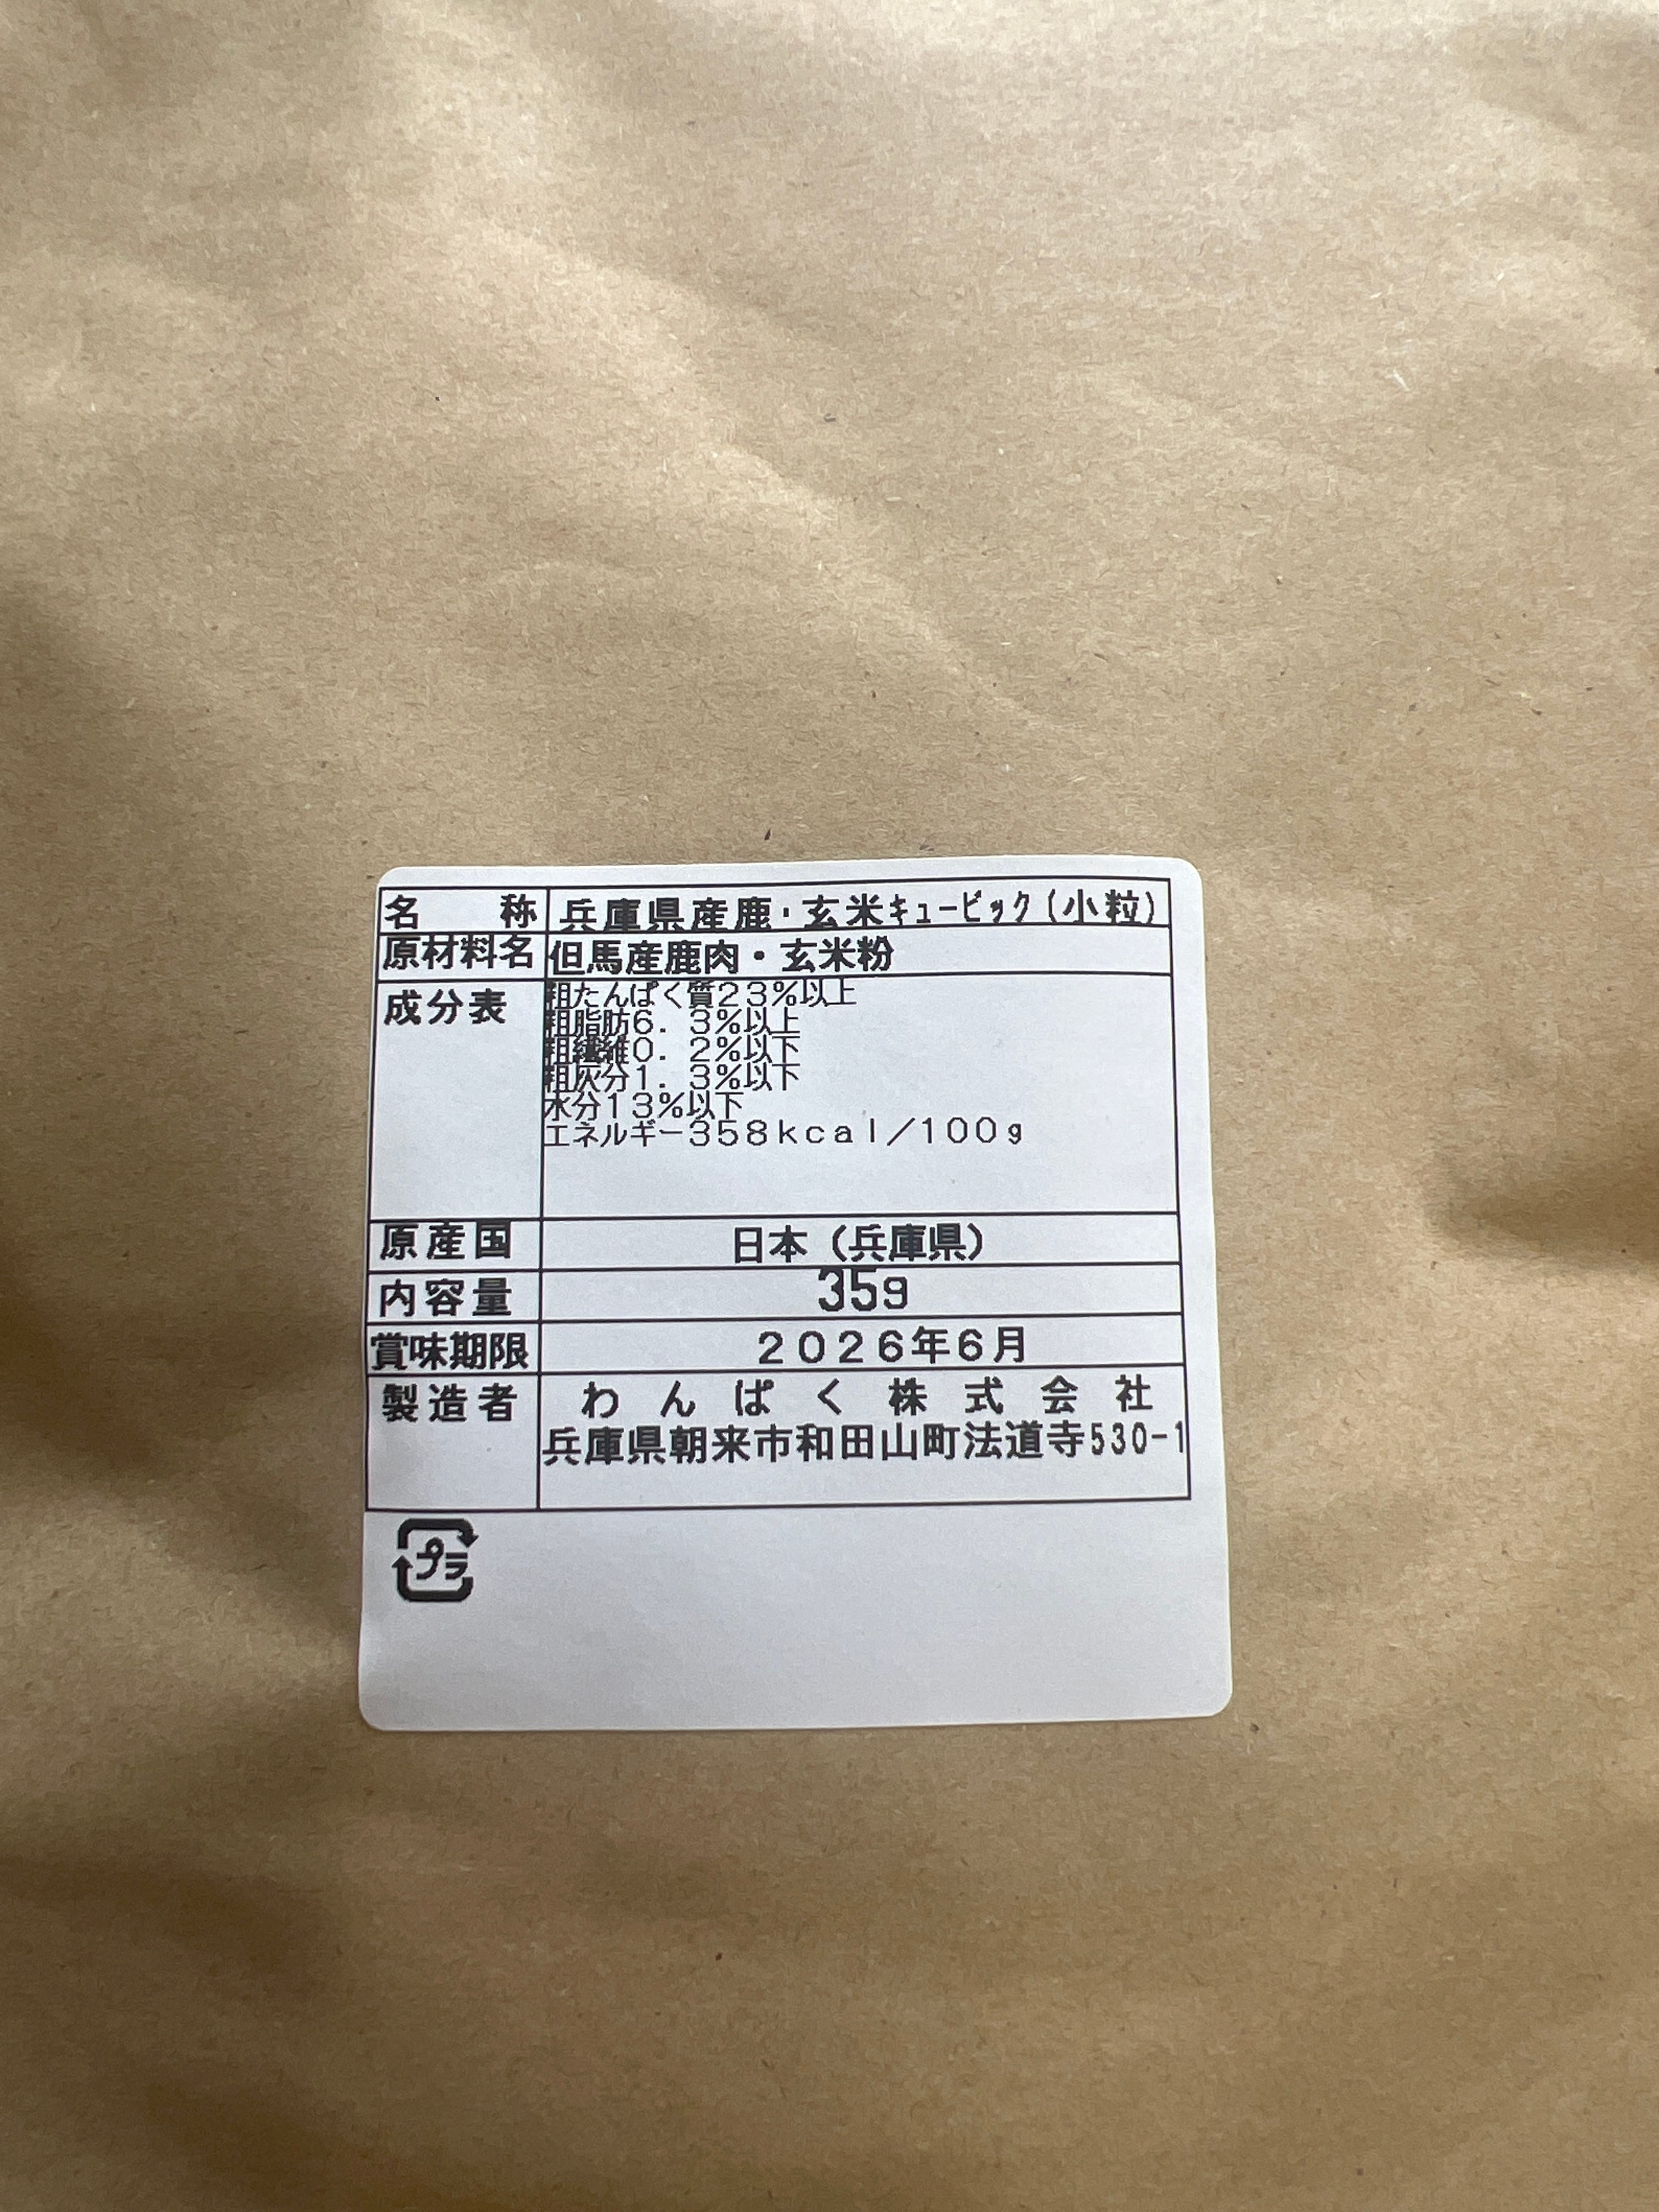 名　称 兵庫県産鹿・玄米ｷｭｰﾋﾞｯｸ(小粒)
原材料名 但馬産鹿肉・玄米粉
成分表 粗たんぱく質２３％以上
粗脂肪６．３％以上
粗繊維０．２％以下
粗灰分１．３％以下
水分１３％以下
エネルギー３５８ｋｃａｌ／１００ｇ
原産国 日本（兵庫県）
内容量 35g
賞味期限 ２０２６年６月
製造者 わんぱく株式会社
兵庫県朝来市和田山町法道寺530-1
プラ